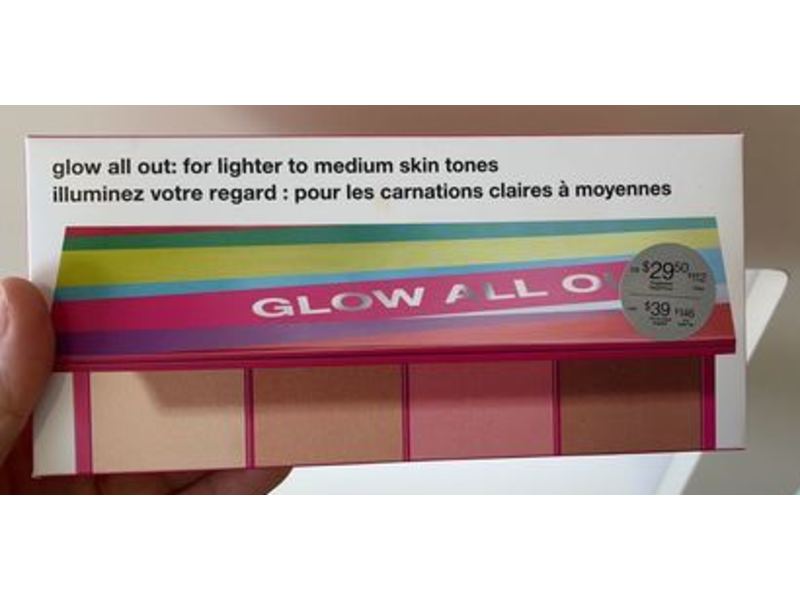 glow all out: for lighter to medium skin tones
illuminez votre regard : pour les carnations claires à moyennes
GLOW ALL O
$29.50
$39